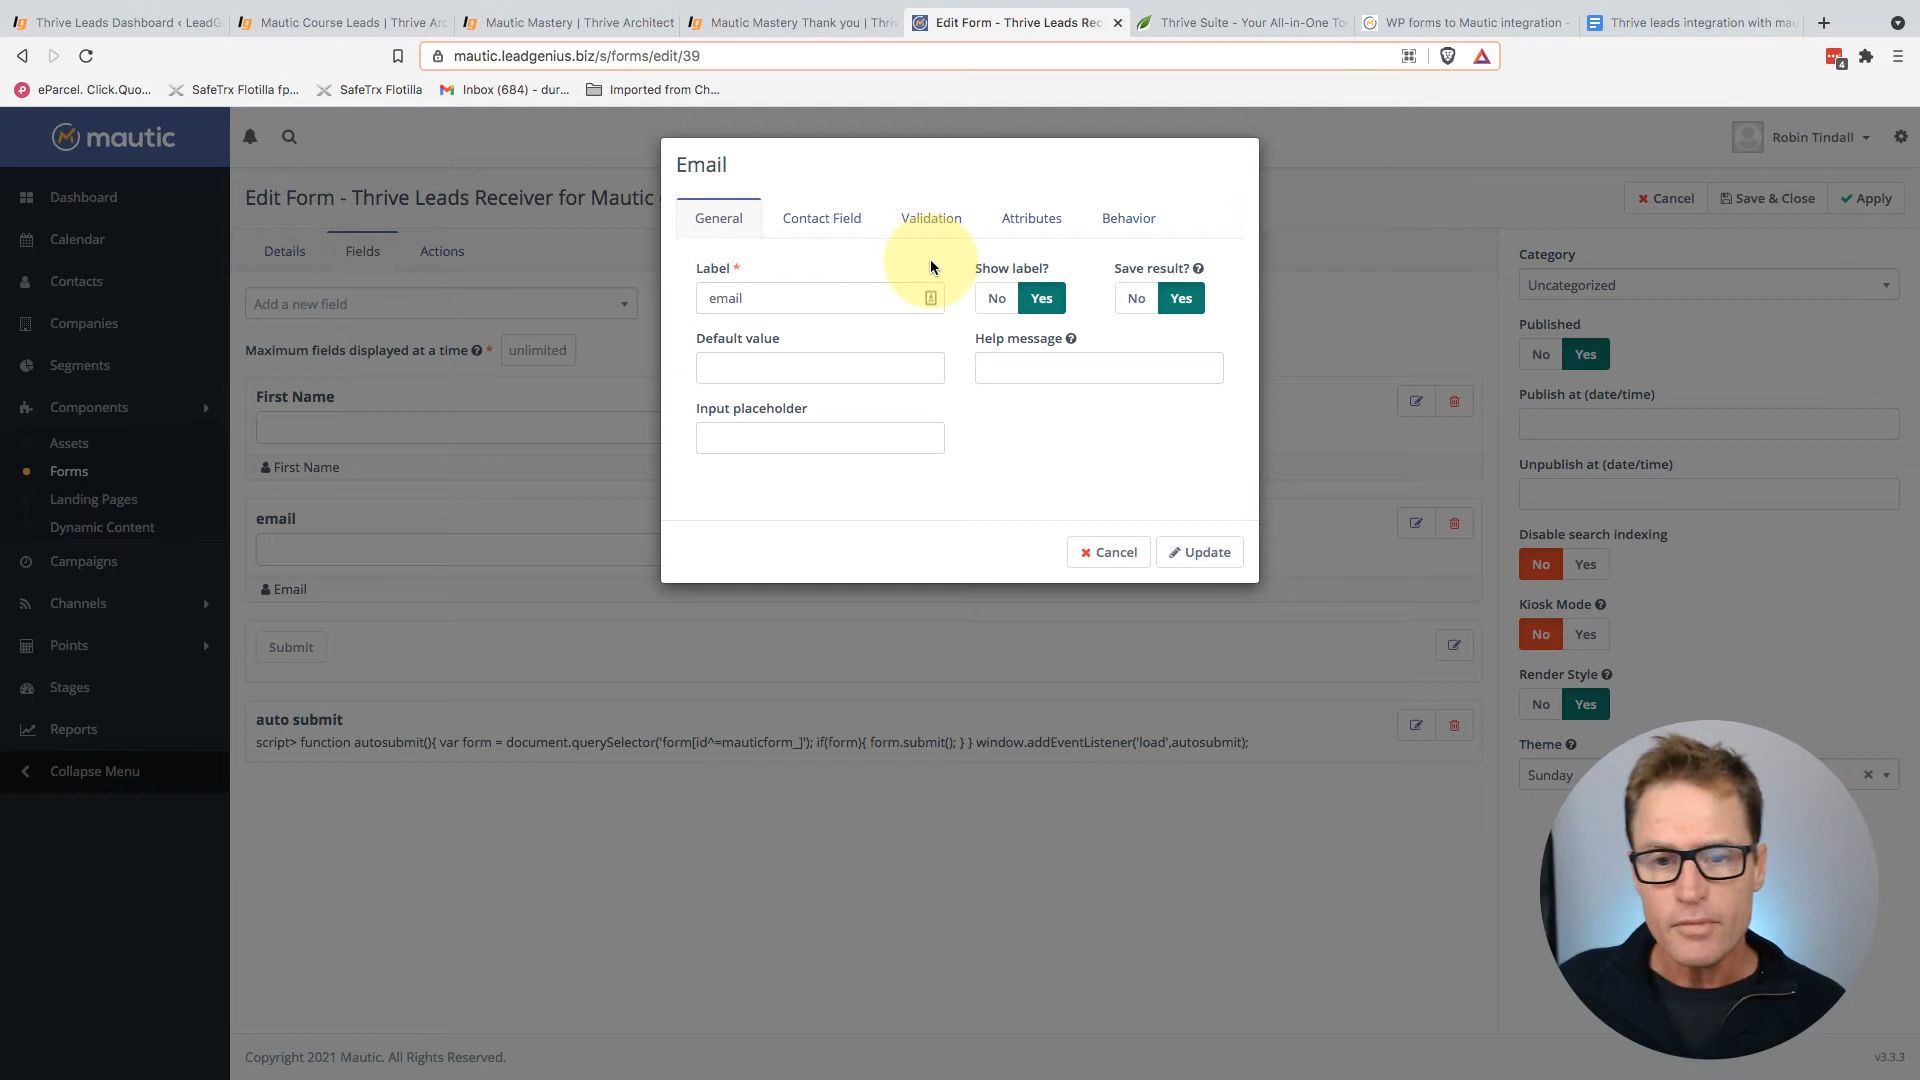 Thrive Leads Dashboard ‹ LeadG
Mautic Course Leads | Thrive Arc
Mautic Mastery | Thrive Architect
Mautic Mastery Thank you | Thriv
Edit Form - Thrive Leads Rec
Thrive Suite - Your All-in-One To
WP forms to Mautic integration -
Thrive leads integration with mau
mautic.leadgenius.biz/s/forms/edit/39
4
eParcel. Click.Quo...
SafeTrx Flotilla fp...
SafeTrx Flotilla
Inbox (684) - dur...
Imported from Ch...
mautic
Robin Tindall
Dashboard
Calendar
Contacts
Companies
Segments
Components
Assets
Forms
Landing Pages
Dynamic Content
Campaigns
Channels
Points
Stages
Reports
Collapse Menu
Edit Form - Thrive Leads Receiver for Mautic
Cancel
Save & Close
Apply
Details
Fields
Actions
Add a new field
Maximum fields displayed at a time
*
unlimited
First Name
First Name
email
Email
Submit
auto submit
script> function autosubmit(){ var form = document.querySelector('form[id^=mauticform_]'); if(form){ form.submit(); } } window.addEventListener('load',autosubmit);
Email
General
Contact Field
Validation
Attributes
Behavior
Label *
Show label?
Save result?
email
No
Yes
No
Yes
Default value
Help message
Input placeholder
Cancel
Update
Category
Uncategorized
Published
No
Yes
Publish at (date/time)
Unpublish at (date/time)
Disable search indexing
No
Yes
Kiosk Mode
No
Yes
Render Style
No
Yes
Theme
Sunday
Copyright 2021 Mautic. All Rights Reserved.
v3.3.3